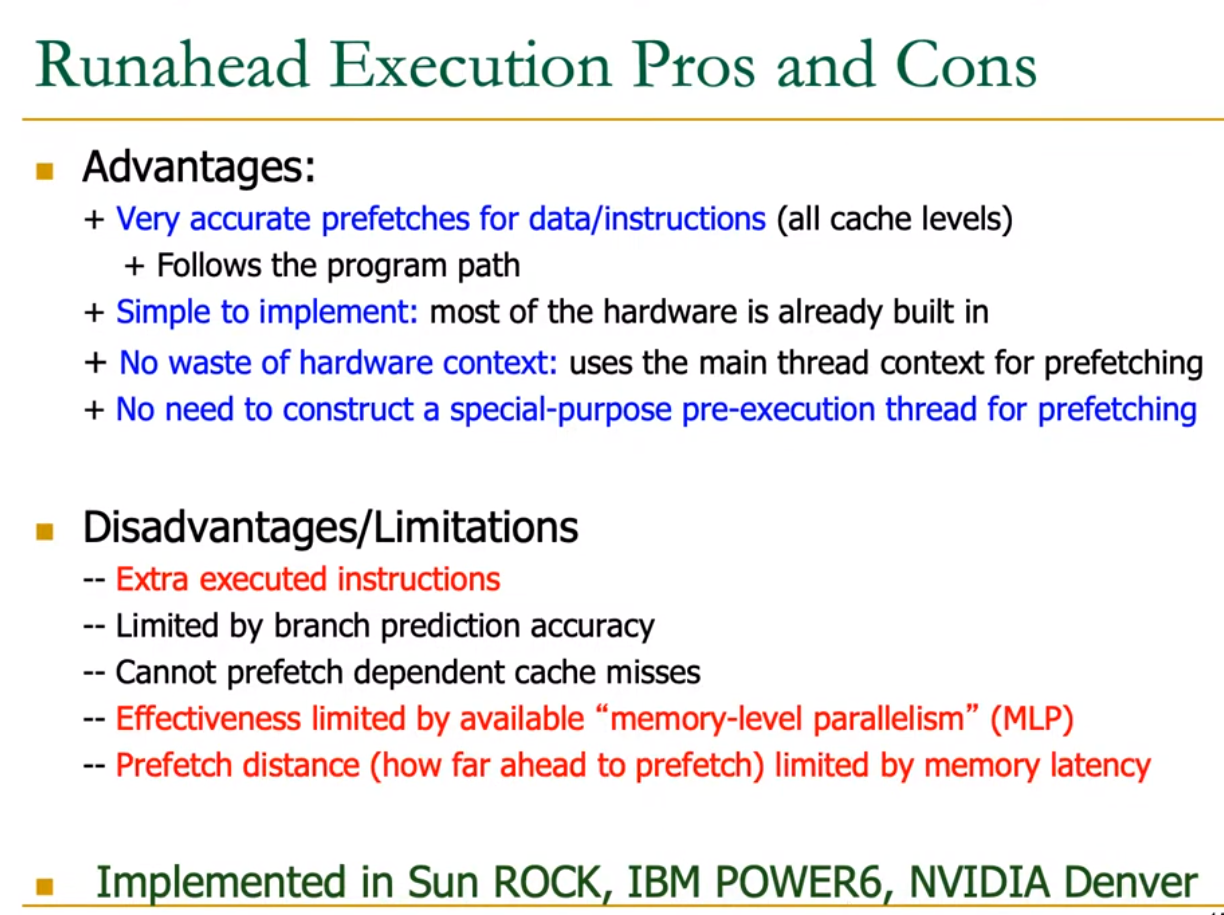 Runahead Execution Pros and Cons
Advantages:
+ Very accurate prefetches for data/instructions (all cache levels)
+ Follows the program path
+ Simple to implement: most of the hardware is already built in
+ No waste of hardware context: uses the main thread context for prefetching
+ No need to construct a special-purpose pre-execution thread for prefetching
Disadvantages/Limitations
-- Extra executed instructions
-- Limited by branch prediction accuracy
-- Cannot prefetch dependent cache misses
-- Effectiveness limited by available “memory-level parallelism” (MLP)
-- Prefetch distance (how far ahead to prefetch) limited by memory latency
Implemented in Sun ROCK, IBM POWER6, NVIDIA Denver